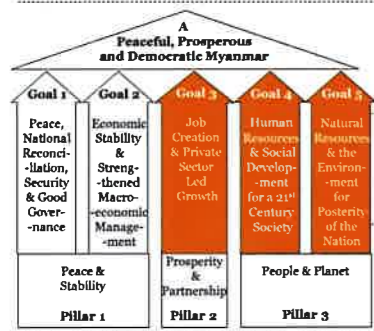 A
Peaceful, Prosperous
and Democratic Myanmar
Goal 1
Peace,
National
Reconci-
-liation,
Security
& Good
Gover-
-nance
Goal 2
Economic
Stability
&
Streng-
-thened
Macro-
-economic
Manage-
-ment
Goal 3
Job
Creation
& Private
Sector
Led
Growth
Goal 4
Human
Resources
& Social
Develop-
-ment
for a 21st
Century
Society
Goal 5
Natural
Resources
& the
Environ-
-ment
for
Posterity
of the
Nation
Peace &
Stability
Pillar 1
Prosperity
&
Partnership
Pillar 2
People & Planet
Pillar 3